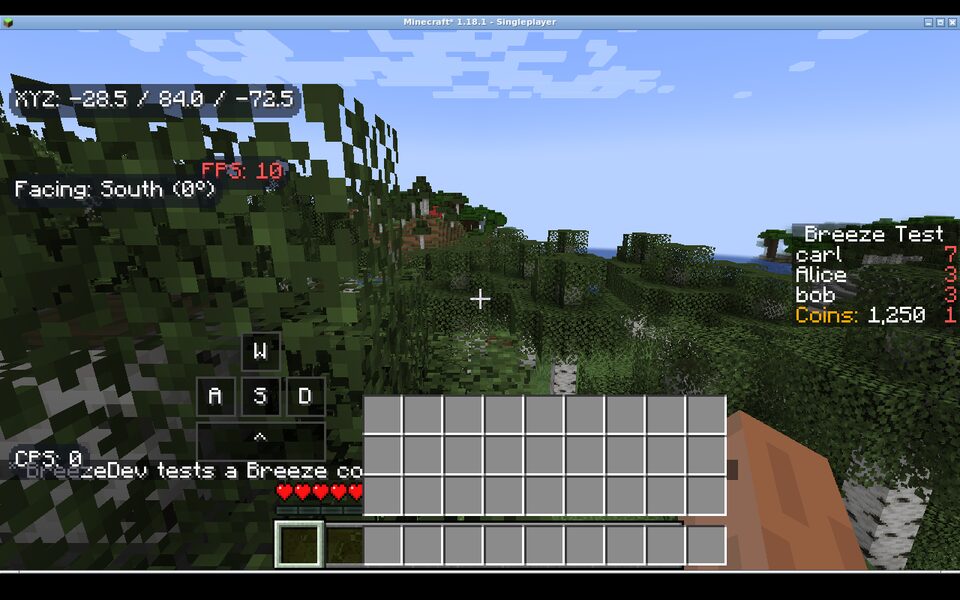 Minecraft* 1.18.1 - Singleplayer
XYZ: -28.5 / 84.0 / -72.5
FPS: 10
Facing: South (0°)
Breeze Test
carl 7
Alice 3
bob 3
Coins: 1,250 1
W
A S D
^
CPS: 0
* BreezeDev tests a Breeze co